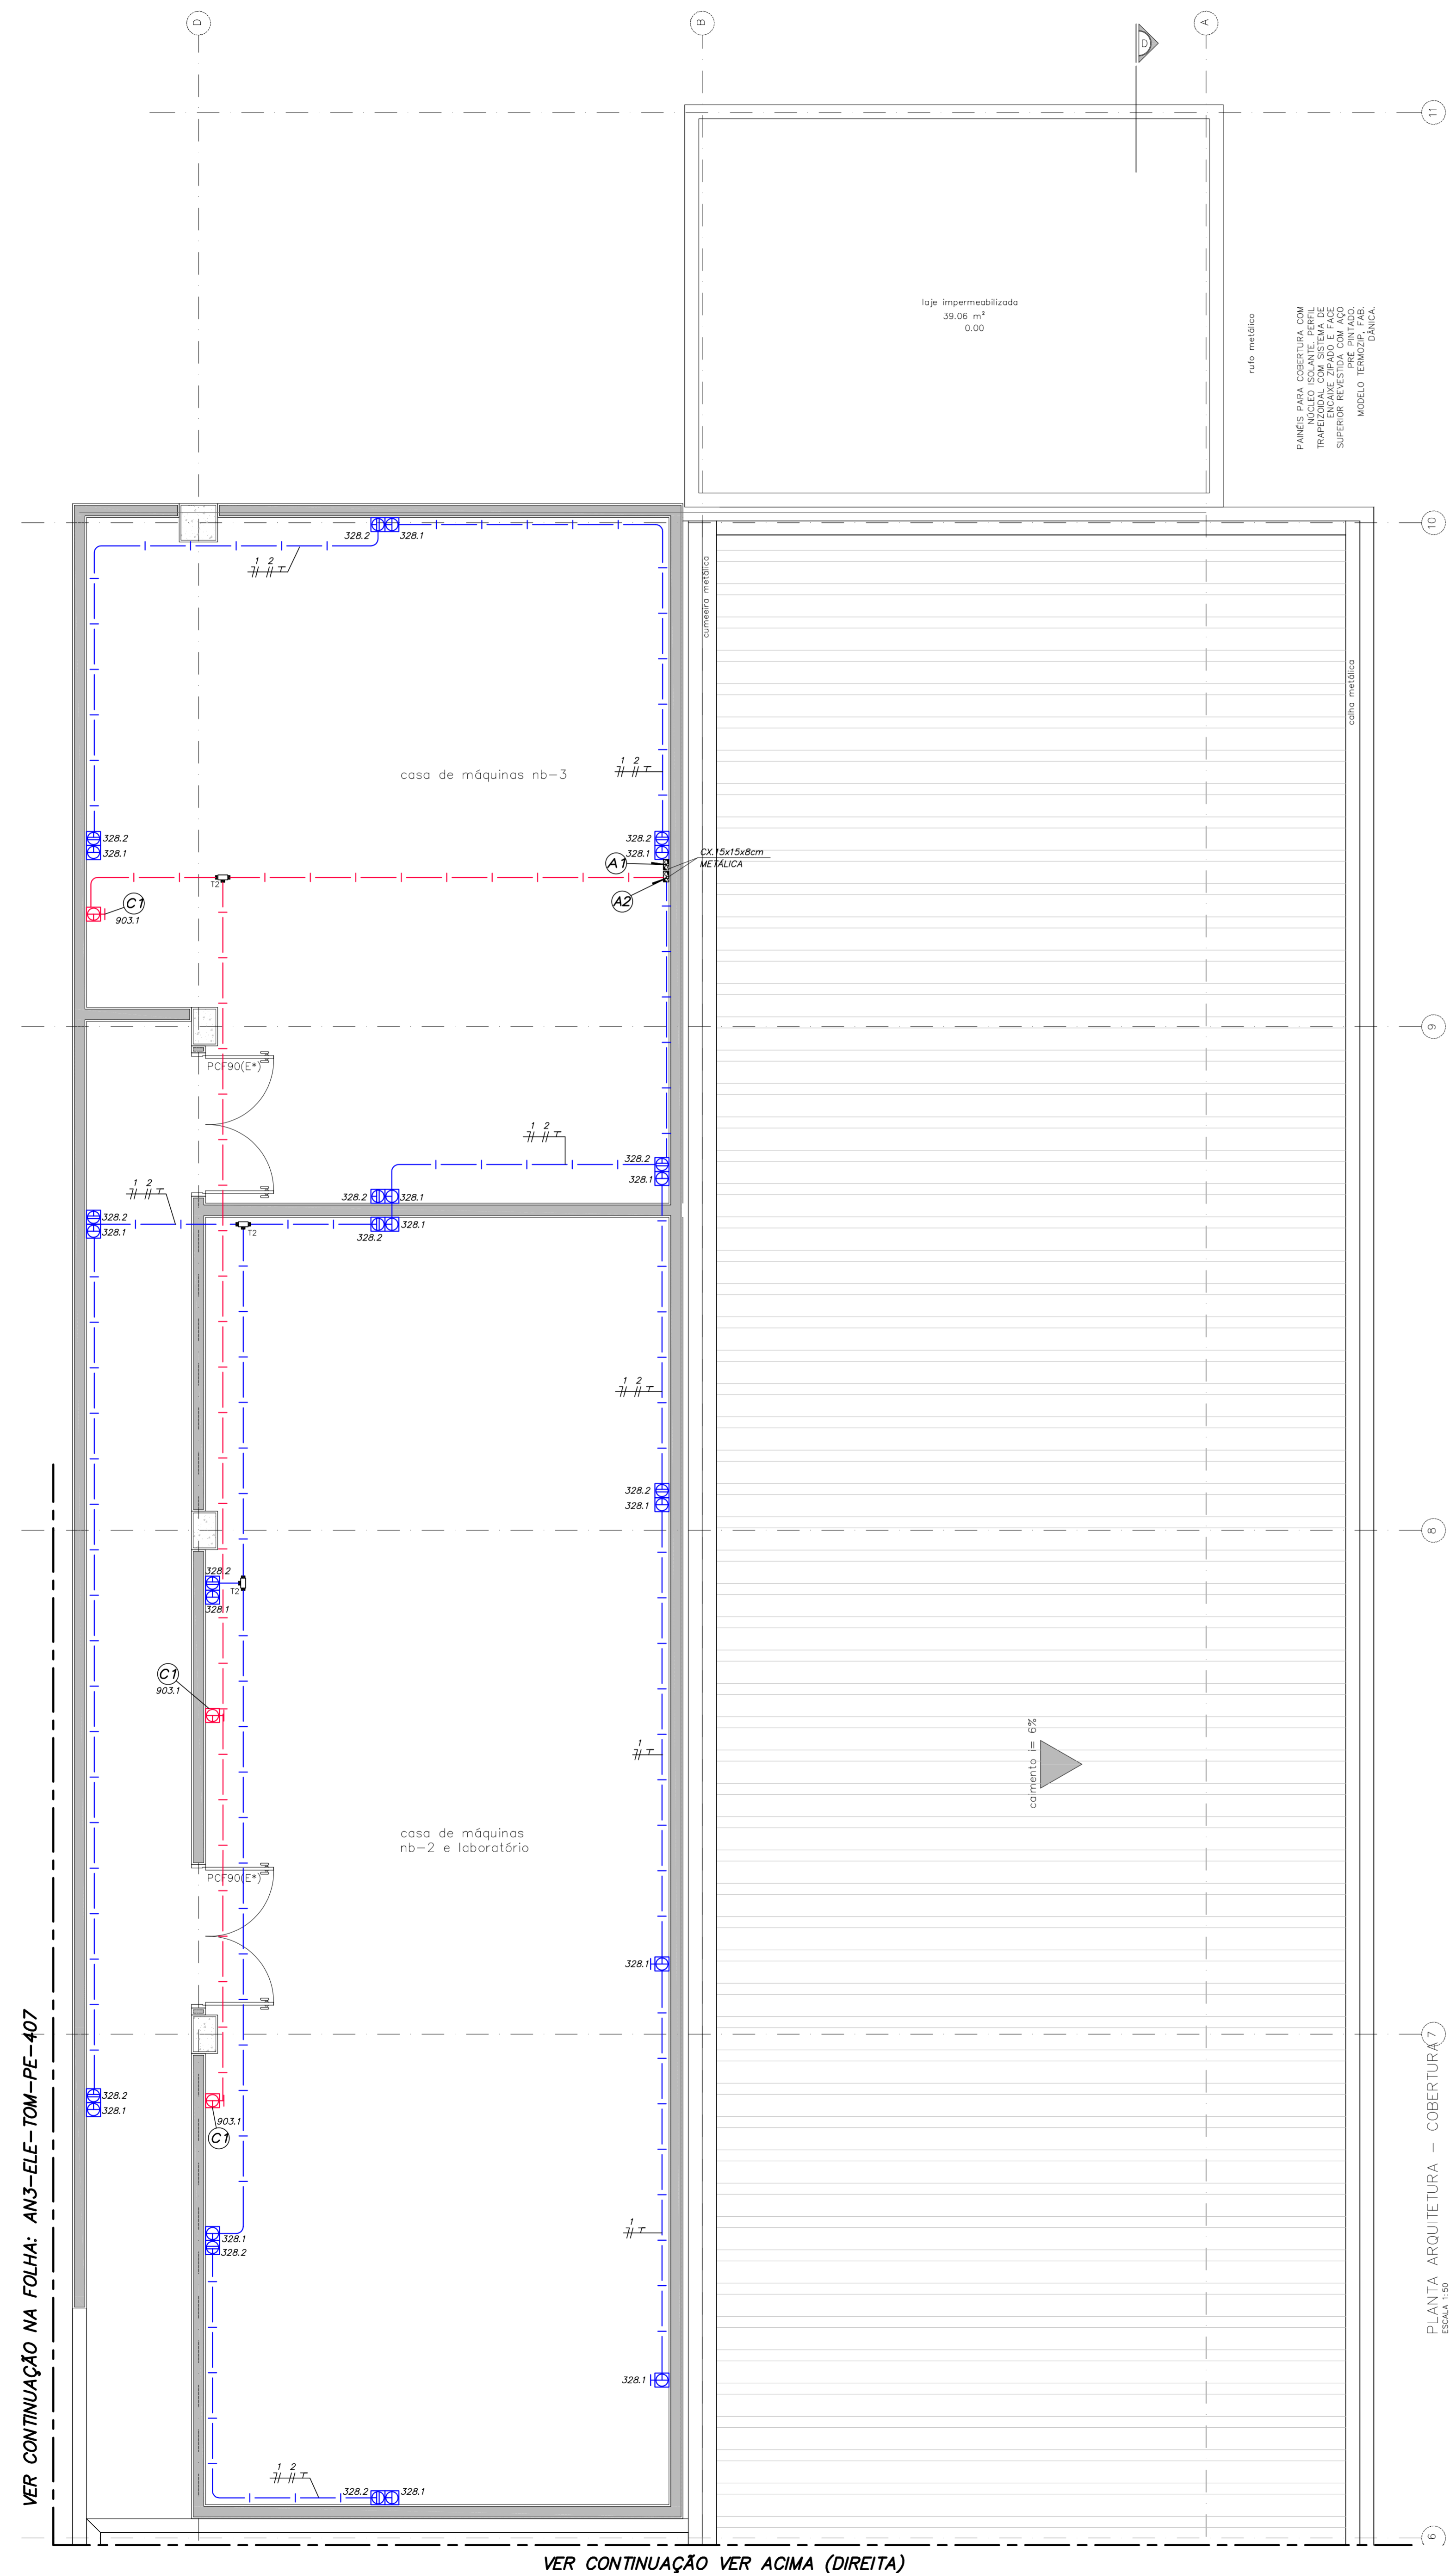 D
B
A
D
11
laje impermeabilizada
39.06 m²
0.00
rufo metálico
PAINÉIS PARA COBERTURA COM
NÚCLEO ISOLANTE, PERFIL
TRAPEIZOIDAL COM SISTEMA DE
ENCAIXE ZIPADO E FACE
SUPERIOR REVESTIDA COM AÇO
PRÉ PINTADO.
MODELO TERMOZIP, FAB.
DÂNICA.
10
328.2
328.1
1 2
T
cumeeira metálica
calha metálica
casa de máquinas nb-3
1 2
T
328.2
328.1
328.2
328.1
CX.15x15x8cm
METÁLICA
A1
A2
T2
C1
903.1
9
PCF90(E*)
1 2
T
328.2
328.1
1 2
T
328.2
328.1
328.2
328.1
328.1
328.2
T2
1 2
T
328.2
328.1
8
328.2
T2
328.1
C1
903.1
1
T
caimento i= 6%
casa de máquinas
nb-2 e laboratório
PCF90(E*)
328.1
7
328.2
328.1
903.1
C1
1
T
328.1
328.2
328.1
1 2
T
328.2
328.1
6
VER CONTINUAÇÃO NA FOLHA: AN3-ELE-TOM-PE-407
PLANTA ARQUITETURA - COBERTURA
ESCALA 1:50
VER CONTINUAÇÃO VER ACIMA (DIREITA)